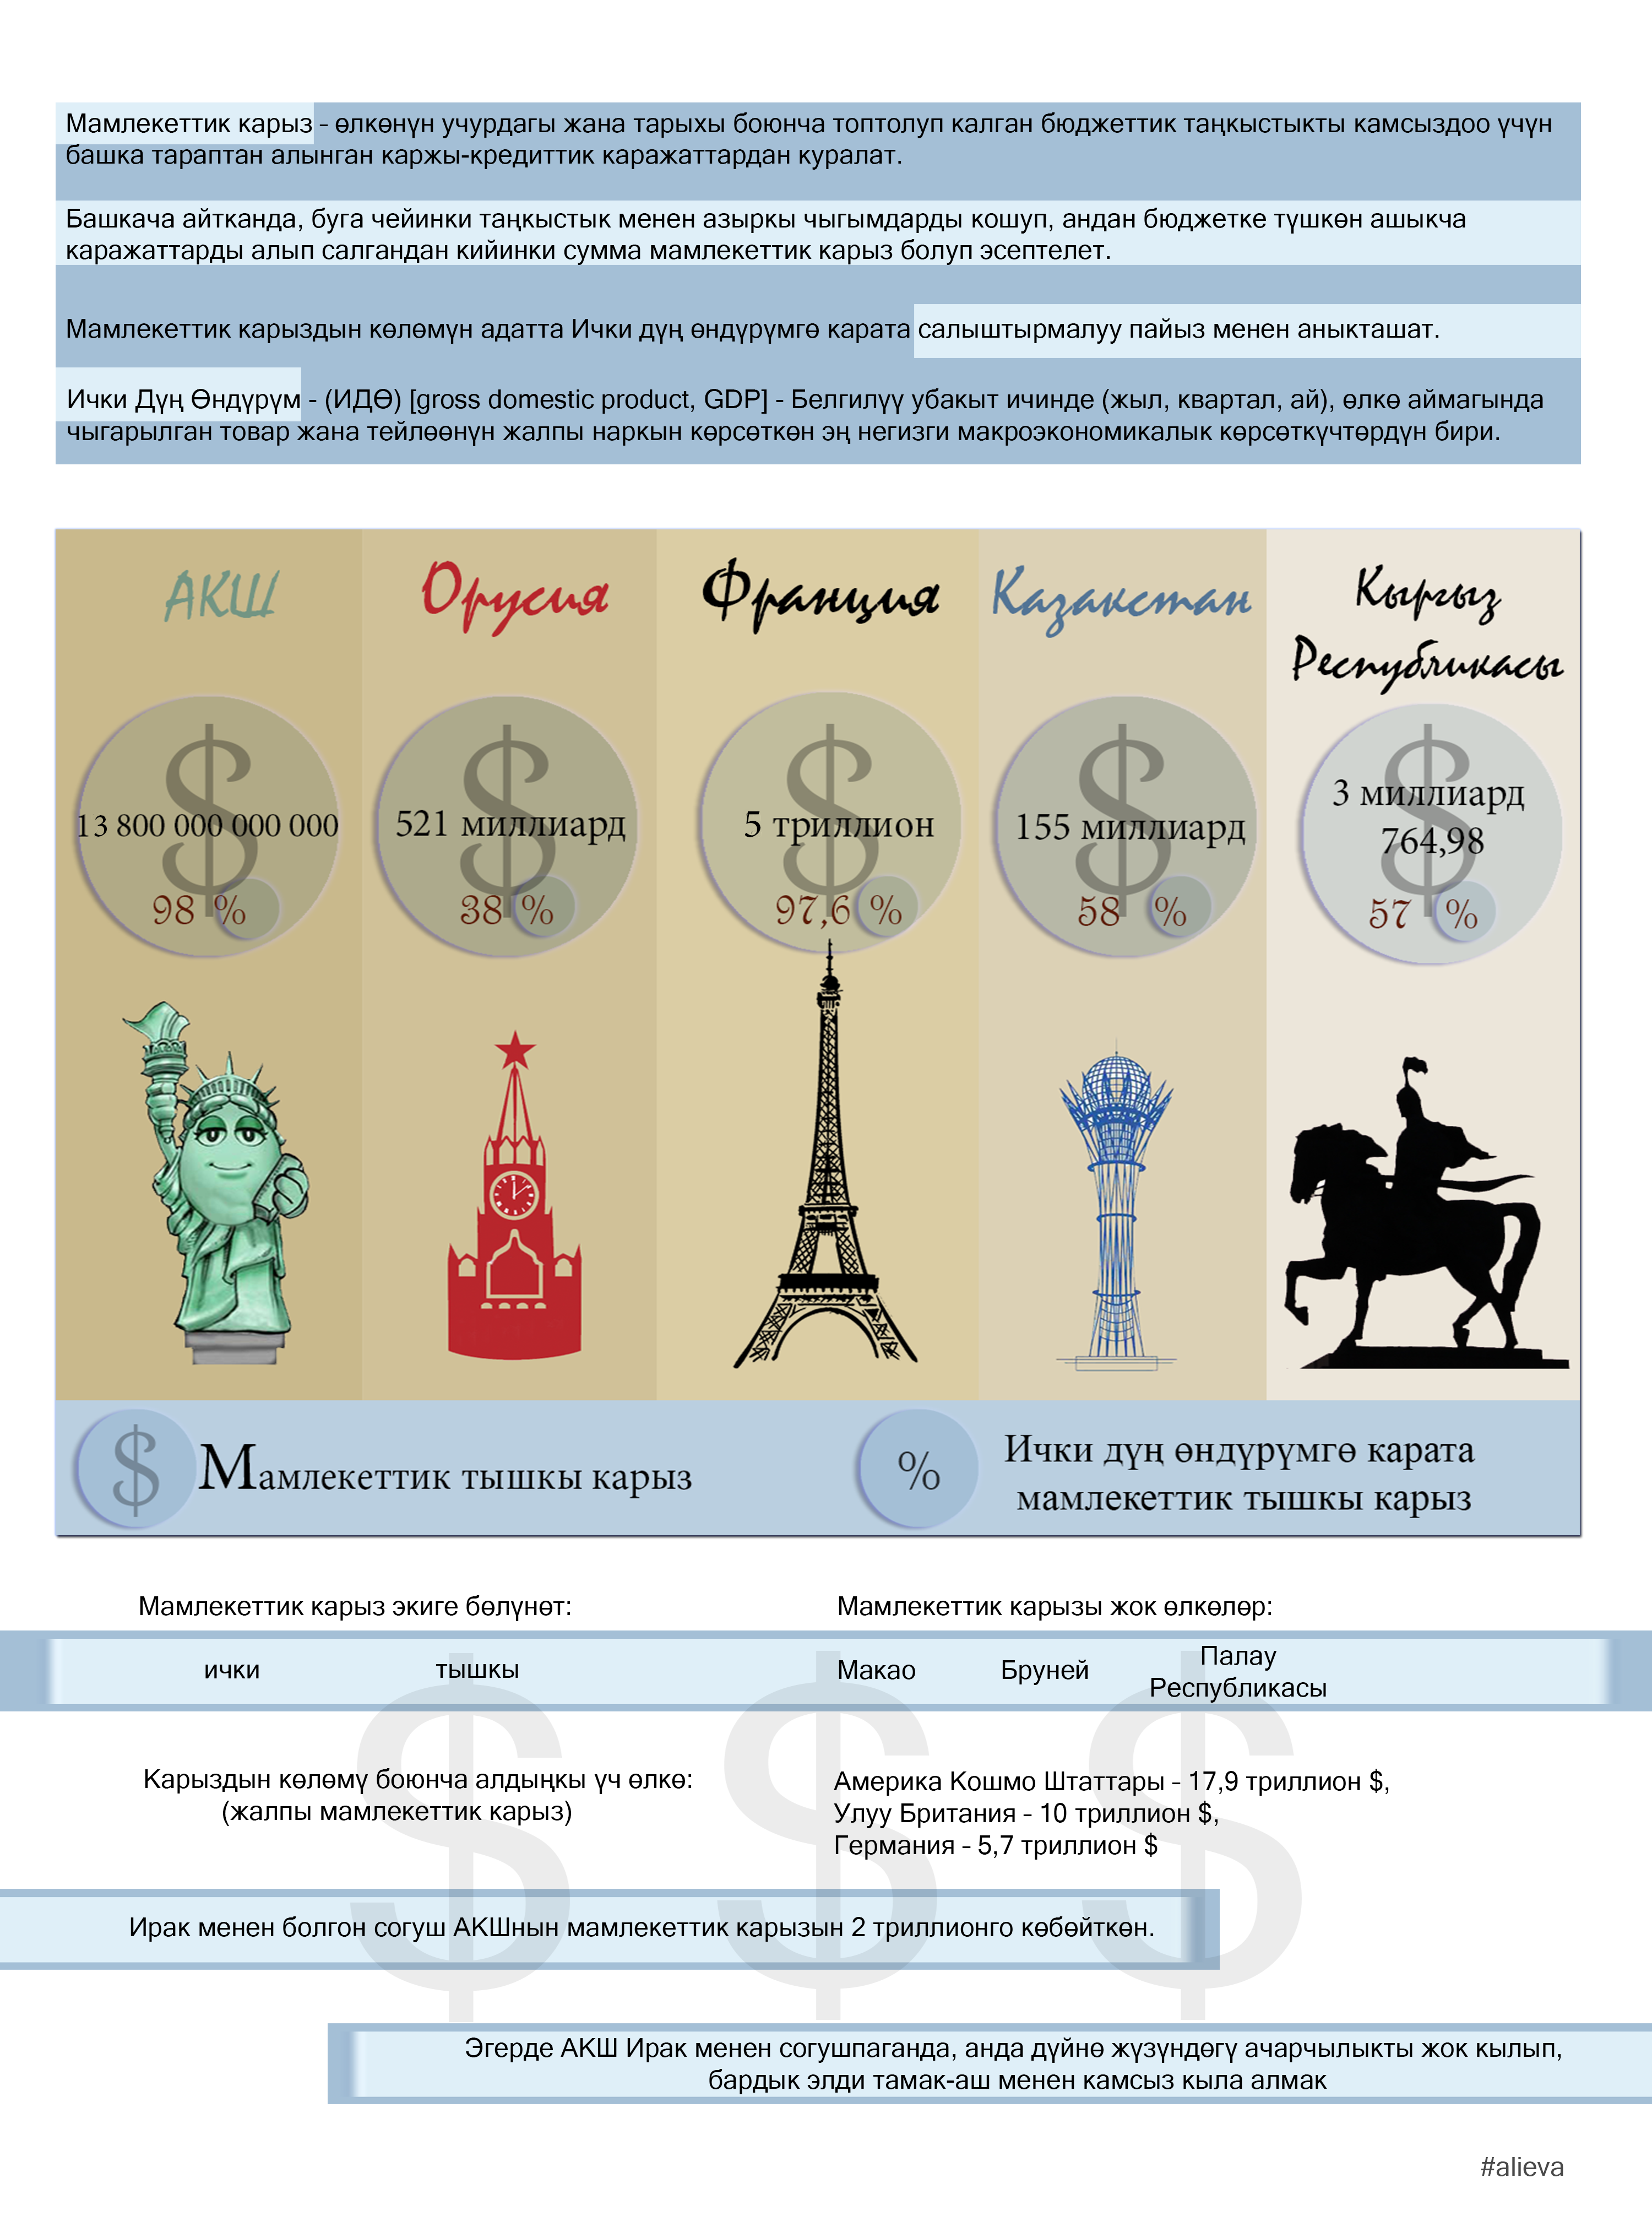 Мамлекеттик карыз - өлкөнүн учурдагы жана тарыхы боюнча топтолуп калган бюджеттик таңкыстыкты камсыздоо үчүн
башка тараптан алынган каржы-кредиттик каражаттардан куралат.
Башкача айтканда, буга чейинки таңкыстык менен азыркы чыгымдарды кошуп, андан бюджетке түшкөн ашыкча
каражаттарды алып салгандан кийинки сумма мамлекеттик карыз болуп эсептелет.
Мамлекеттик карыздын көлөмүн адатта Ички дүң өндүрүмгө карата салыштырмалуу пайыз менен аныкташат.
Ички Дүң Өндүрүм - (ИДӨ) [gross domestic product, GDP] - Белгилүү убакыт ичинде (жыл, квартал, ай), өлкө аймагында
чыгарылган товар жана тейлөөнүн жалпы наркын көрсөткөн эң негизги макроэкономикалык көрсөткүчтөрдүн бири.
АКШ
$
13 800 000 000 000
98 %
Орусия
$
521 миллиард
38 %
Франция
$
5 триллион
97,6 %
Казакстан
$
155 миллиард
58 %
Кыргыз
Республикасы
$
3 миллиард
764,98
57 %
$ Мамлекеттик тышкы карыз
% Ички дүң өндүрүмгө карата
мамлекеттик тышкы карыз
Мамлекеттик карыз экиге бөлүнөт:
ички тышкы
Мамлекеттик карызы жок өлкөлөр:
Макао Бруней Палау
Республикасы
$ $ $
Карыздын көлөмү боюнча алдыңкы үч өлкө:
(жалпы мамлекеттик карыз)
Америка Кошмо Штаттары - 17,9 триллион $,
Улуу Британия - 10 триллион $,
Германия - 5,7 триллион $
Ирак менен болгон согуш АКШнын мамлекеттик карызын 2 триллионго көбөйткөн.
Эгерде АКШ Ирак менен согушпаганда, анда дүйнө жүзүндөгү ачарчылыкты жок кылып,
бардык элди тамак-аш менен камсыз кыла алмак
#alieva